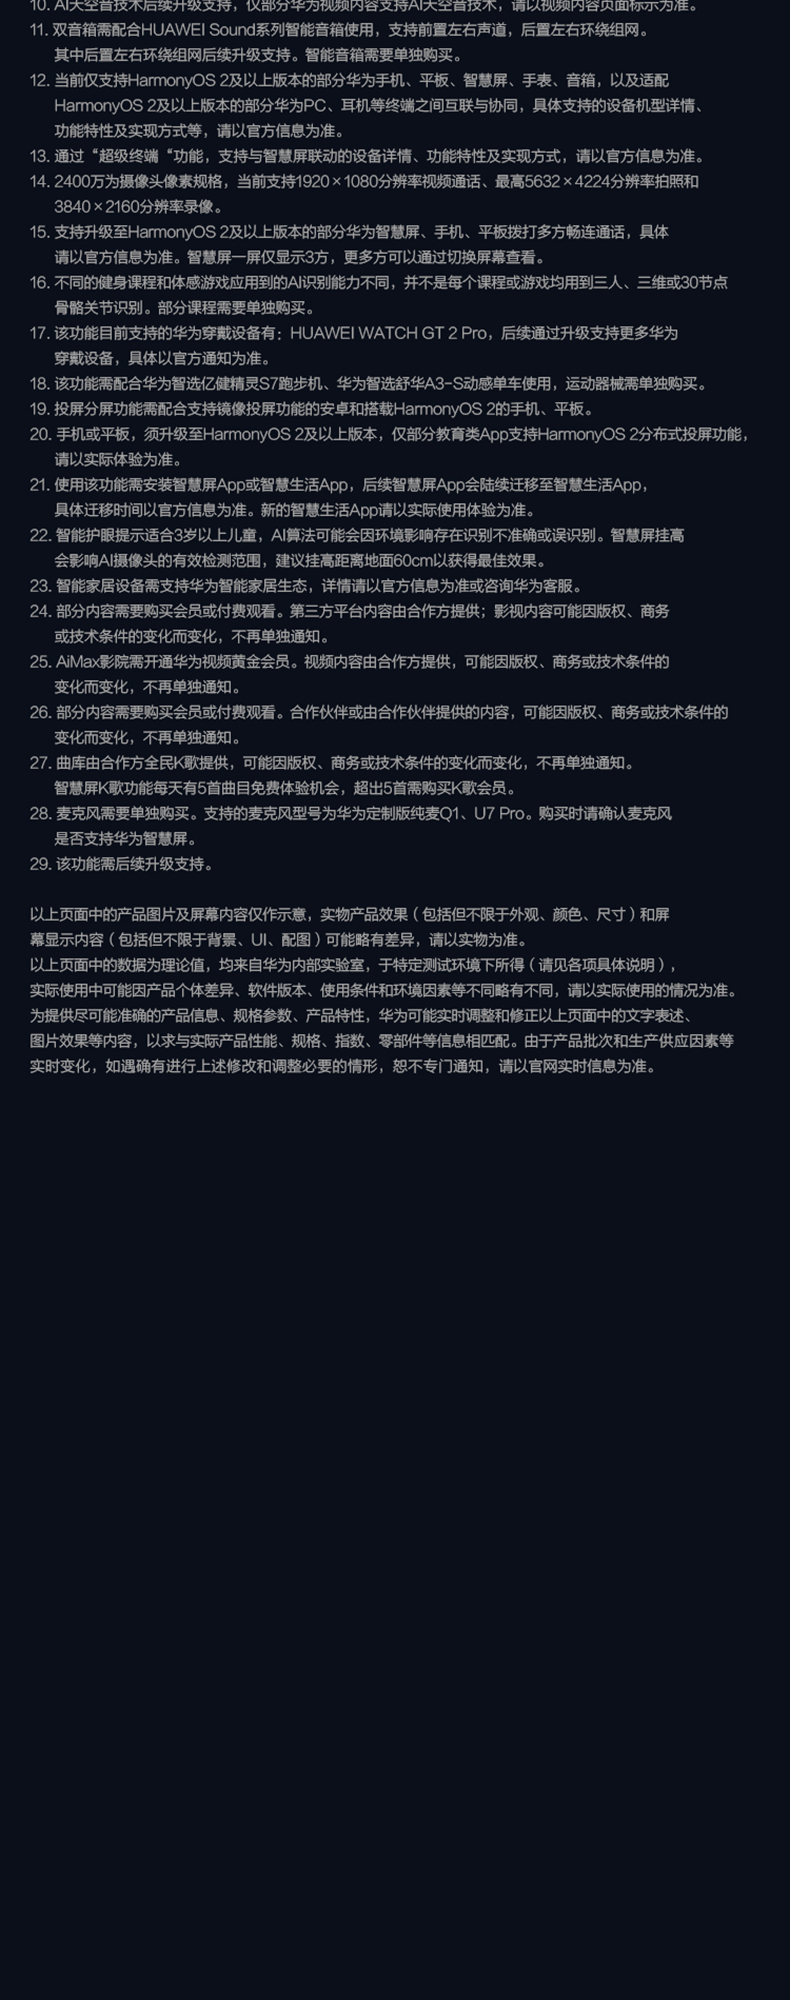 10. AI天空音技术后续升级支持，仅部分华为视频内容支持AI天空音技术，请以视频内容页面标示为准。
11. 双音箱需配合HUAWEI Sound系列智能音箱使用，支持前置左右声道，后置左右环绕组网。
其中后置左右环绕组网后续升级支持。智能音箱需要单独购买。
12. 当前仅支持HarmonyOS 2及以上版本的部分华为手机、平板、智慧屏、手表、音箱，以及适配
HarmonyOS 2及以上版本的部分华为PC、耳机等终端之间互联与协同，具体支持的设备机型详情、
功能特性及实现方式等，请以官方信息为准。
13. 通过“超级终端“功能，支持与智慧屏联动的设备详情、功能特性及实现方式，请以官方信息为准。
14. 2400万为摄像头像素规格，当前支持1920×1080分辨率视频通话、最高5632×4224分辨率拍照和
3840×2160分辨率录像。
15. 支持升级至HarmonyOS 2及以上版本的部分华为智慧屏、手机、平板拨打多方畅连通话，具体
请以官方信息为准。智慧屏一屏仅显示3方，更多方可以通过切换屏幕查看。
16. 不同的健身课程和体感游戏应用到的AI识别能力不同，并不是每个课程或游戏均用到三人、三维或30节点
骨骼关节识别。部分课程需要单独购买。
17. 该功能目前支持的华为穿戴设备有：HUAWEI WATCH GT 2 Pro，后续通过升级支持更多华为
穿戴设备，具体以官方通知为准。
18. 该功能需配合华为智选亿健精灵S7跑步机、华为智选舒华A3-S动感单车使用，运动器械需单独购买。
19. 投屏分屏功能需配合支持镜像投屏功能的安卓和搭载HarmonyOS 2的手机、平板。
20. 手机或平板，须升级至HarmonyOS 2及以上版本，仅部分教育类App支持HarmonyOS 2分布式投屏功能，
请以实际体验为准。
21. 使用该功能需安装智慧屏App或智慧生活App，后续智慧屏App会陆续迁移至智慧生活App，
具体迁移时间以官方信息为准。新的智慧生活App请以实际使用体验为准。
22. 智能护眼提示适合3岁以上儿童，AI算法可能会因环境影响存在识别不准确或误识别。智慧屏挂高
会影响AI摄像头的有效检测范围，建议挂高距离地面60cm以获得最佳效果。
23. 智能家居设备需支持华为智能家居生态，详情请以官方信息为准或咨询华为客服。
24. 部分内容需要购买会员或付费观看。第三方平台内容由合作方提供；影视内容可能因版权、商务
或技术条件的变化而变化，不再单独通知。
25. AiMax影院需开通华为视频黄金会员。视频内容由合作方提供，可能因版权、商务或技术条件的
变化而变化，不再单独通知。
26. 部分内容需要购买会员或付费观看。合作伙伴或由合作伙伴提供的内容，可能因版权、商务或技术条件的
变化而变化，不再单独通知。
27. 曲库由合作方全民K歌提供，可能因版权、商务或技术条件的变化而变化，不再单独通知。
智慧屏K歌功能每天有5首曲目免费体验机会，超出5首需购买K歌会员。
28. 麦克风需要单独购买。支持的麦克风型号为华为定制版纯麦Q1、U7 Pro。购买时请确认麦克风
是否支持华为智慧屏。
29. 该功能需后续升级支持。
以上页面中的产品图片及屏幕内容仅作示意，实物产品效果（包括但不限于外观、颜色、尺寸）和屏
幕显示内容（包括但不限于背景、UI、配图）可能略有差异，请以实物为准。
以上页面中的数据为理论值，均来自华为内部实验室，于特定测试环境下所得（请见各项具体说明），
实际使用中可能因产品个体差异、软件版本、使用条件和环境因素等不同略有不同，请以实际使用的情况为准。
为提供尽可能准确的产品信息、规格参数、产品特性，华为可能实时调整和修正以上页面中的文字表述、
图片效果等内容，以求与实际产品性能、规格、指数、零部件等信息相匹配。由于产品批次和生产供应因素等
实时变化，如遇确有进行上述修改和调整必要的情形，恕不专门通知，请以官网实时信息为准。